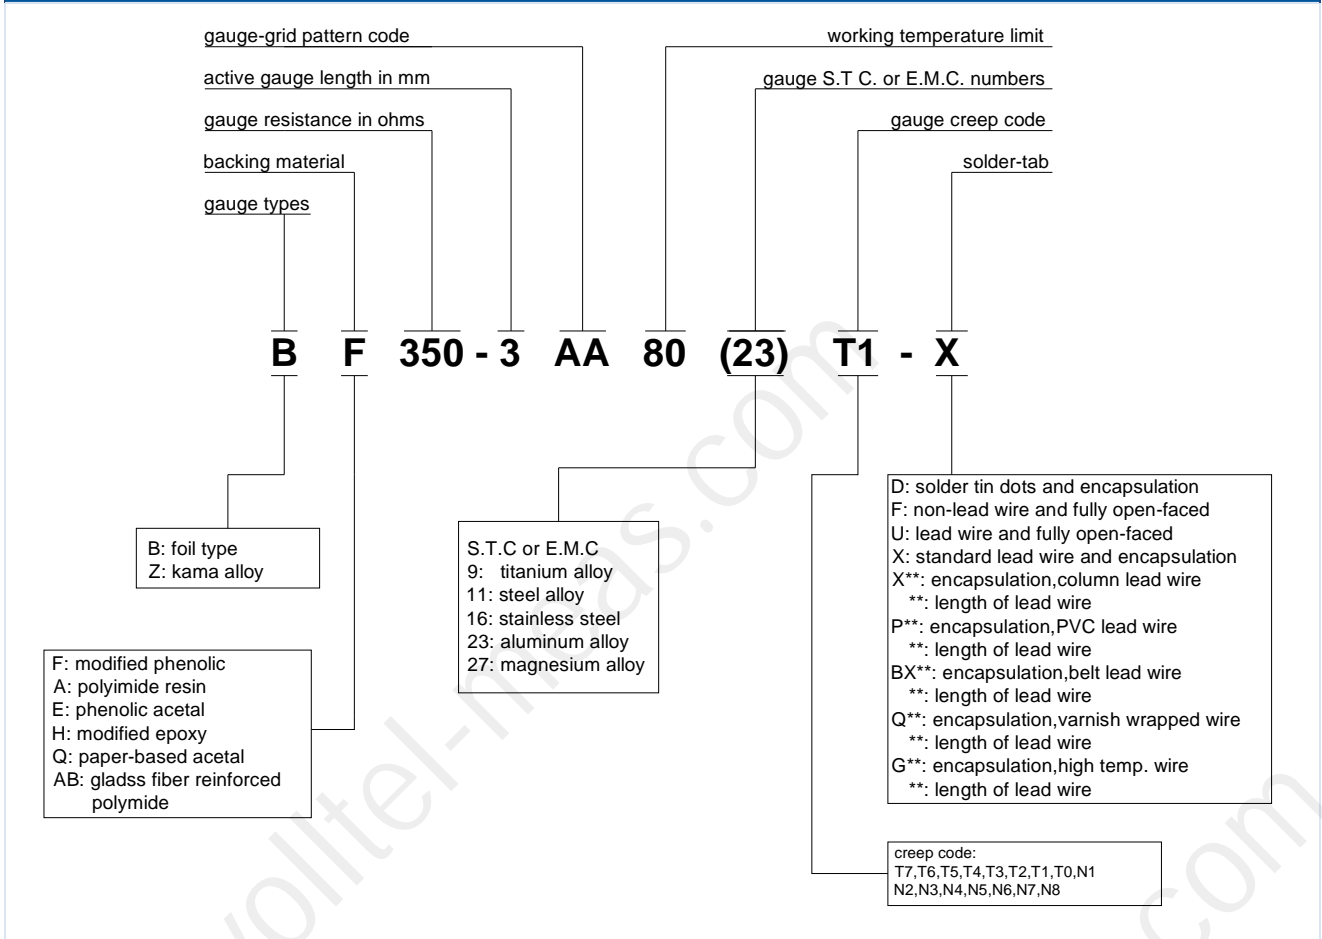 gauge-grid pattern code
working temperature limit
active gauge length in mm
gauge S.T C. or E.M.C. numbers
gauge resistance in ohms
gauge creep code
backing material
solder-tab
gauge types
B F 350 - 3 AA 80 (23) T1 - X
B: foil type
Z: kama alloy
F: modified phenolic
A: polyimide resin
E: phenolic acetal
H: modified epoxy
Q: paper-based acetal
AB: gladss fiber reinforced
polymide
S.T.C or E.M.C
9: titanium alloy
11: steel alloy
16: stainless steel
23: aluminum alloy
27: magnesium alloy
D: solder tin dots and encapsulation
F: non-lead wire and fully open-faced
U: lead wire and fully open-faced
X: standard lead wire and encapsulation
X**: encapsulation,column lead wire
**: length of lead wire
P**: encapsulation,PVC lead wire
**: length of lead wire
BX**: encapsulation,belt lead wire
**: length of lead wire
Q**: encapsulation,varnish wrapped wire
**: length of lead wire
G**: encapsulation,high temp. wire
**: length of lead wire
creep code:
T7,T6,T5,T4,T3,T2,T1,T0,N1
N2,N3,N4,N5,N6,N7,N8
volltel-meas.com
com